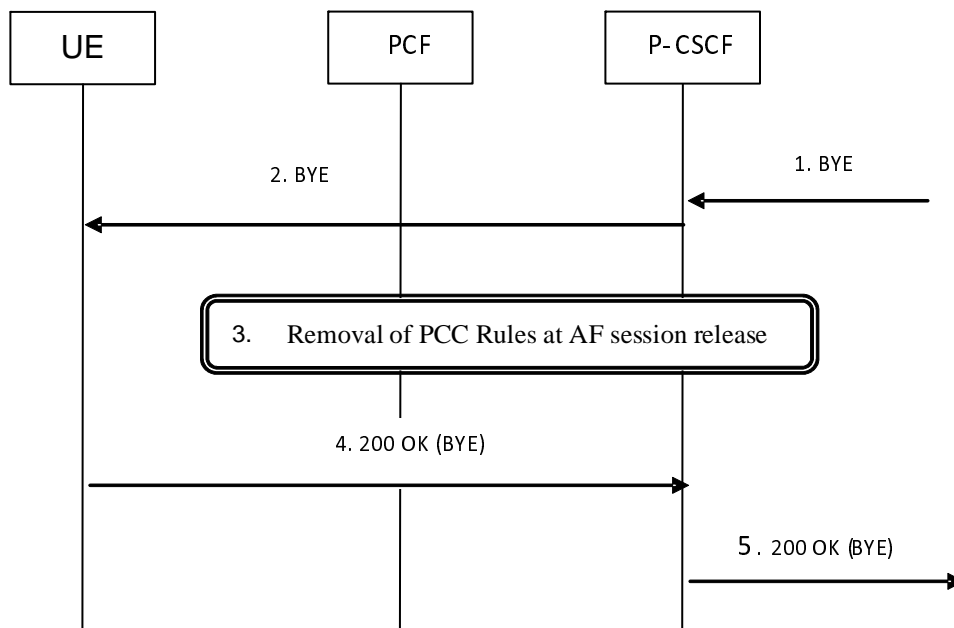 UE
PCF
P-CSCF
1. BYE
2. BYE
3. Removal of PCC Rules at AF session release
4. 200 OK (BYE)
5. 200 OK (BYE)